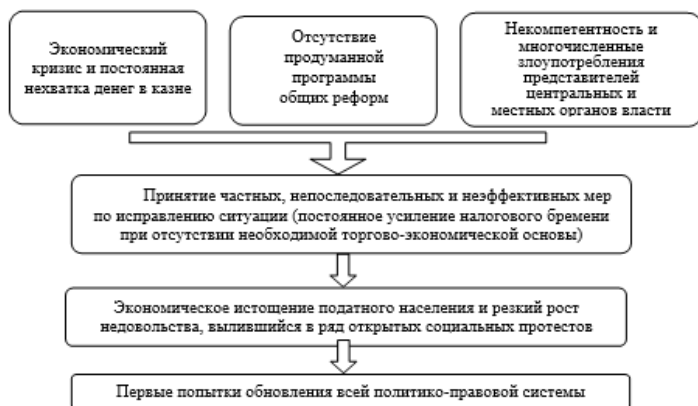 Экономический
кризис и постоянная
нехватка денег в казне
Отсутствие
продуманной
программы
общих реформ
Некомпетентность и
многочисленные
злоупотребления
представителей
центральных и
местных органов власти
Принятие частных, непоследовательных и неэффективных мер
по исправлению ситуации (постоянное усиление налогового бремени
при отсутствии необходимой торгово-экономической основы)
Экономическое истощение податного населения и резкий рост
недовольства, вылившийся в ряд открытых социальных протестов
Первые попытки обновления всей политико-правовой системы